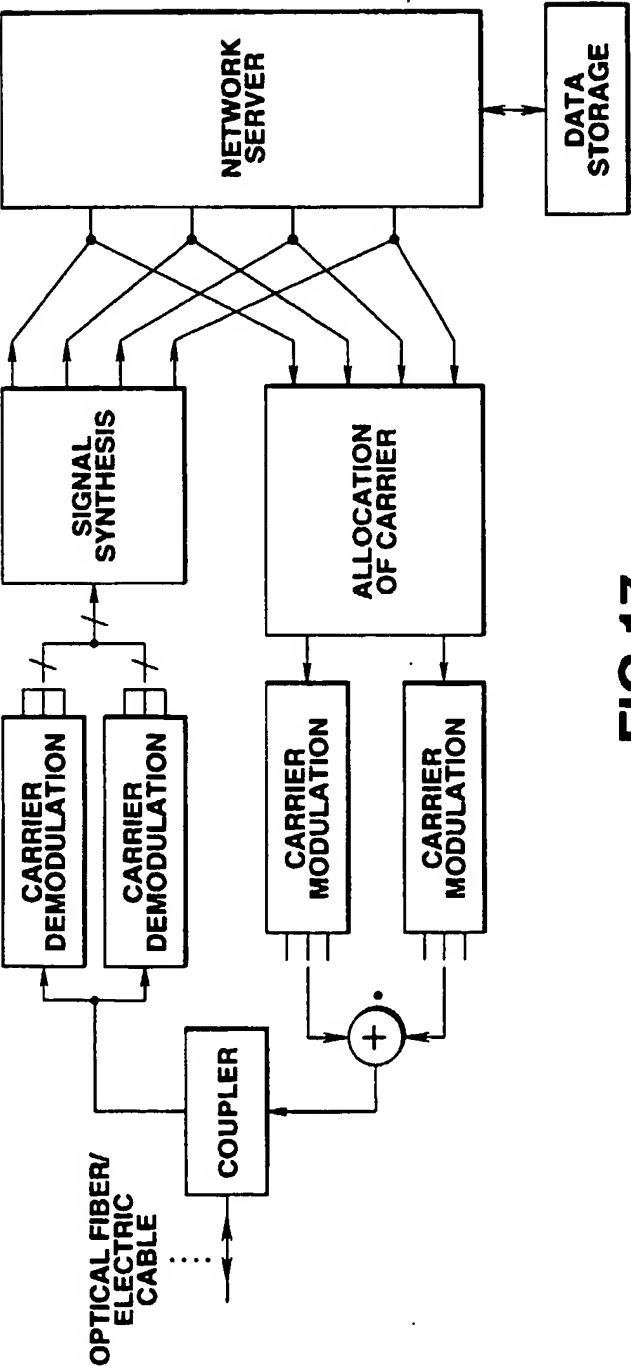 OPTICAL FIBER/
ELECTRIC
CABLE
COUPLER
CARRIER
DEMODULATION
CARRIER
DEMODULATION
SIGNAL
SYNTHESIS
NETWORK
SERVER
DATA
STORAGE
ALLOCATION
OF CARRIER
CARRIER
MODULATION
CARRIER
MODULATION
+